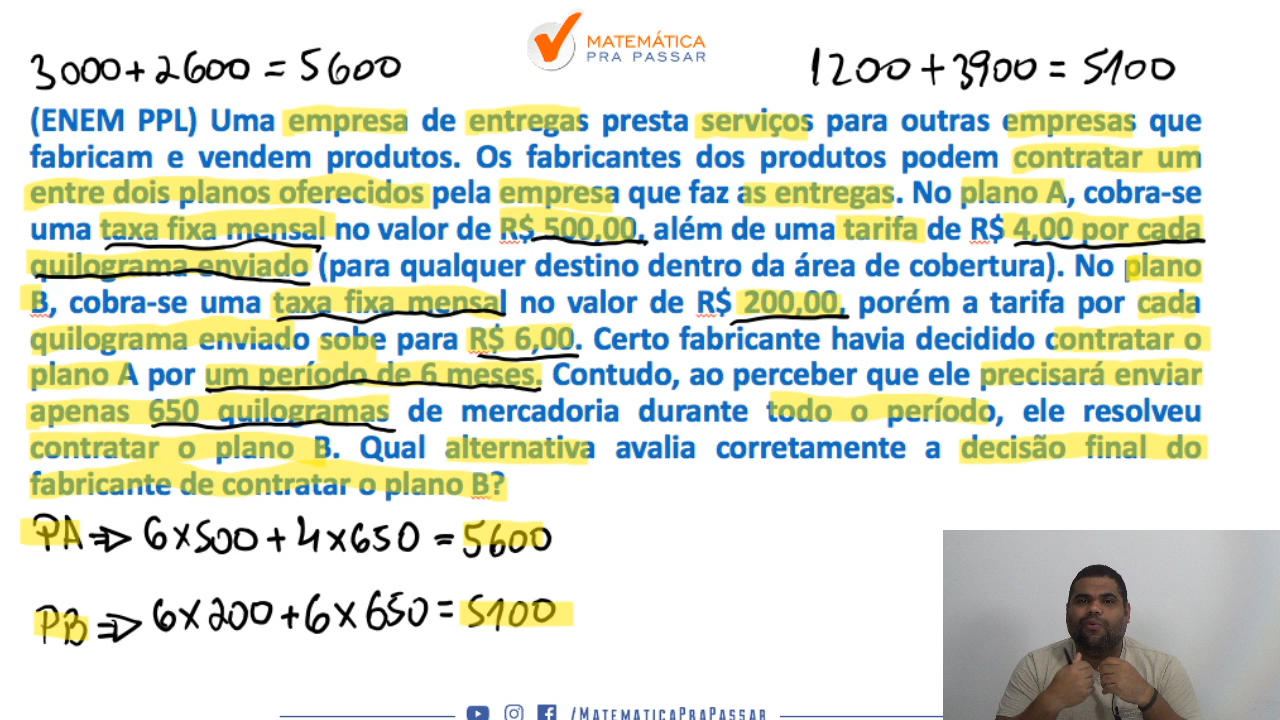 MATEMÁTICA
PRA PASSAR
3000+2600=5600
1200+3900=5100
(ENEM PPL) Uma empresa de entregas presta serviços para outras empresas que
fabricam e vendem produtos. Os fabricantes dos produtos podem contratar um
entre dois planos oferecidos pela empresa que faz as entregas. No plano A, cobra-se
uma taxa fixa mensal no valor de R$ 500,00, além de uma tarifa de R$ 4,00 por cada
quilograma enviado (para qualquer destino dentro da área de cobertura). No plano
B, cobra-se uma taxa fixa mensal no valor de R$ 200,00, porém a tarifa por cada
quilograma enviado sobe para R$ 6,00. Certo fabricante havia decidido contratar o
plano A por um período de 6 meses. Contudo, ao perceber que ele precisará enviar
apenas 650 quilogramas de mercadoria durante todo o período, ele resolveu
contratar o plano B. Qual alternativa avalia corretamente a decisão final do
fabricante de contratar o plano B?
PA ⇒ 6×500+4×650=5600
PB ⇒ 6×200+6×650=5100
/MATEMATICAPRAPASSAR